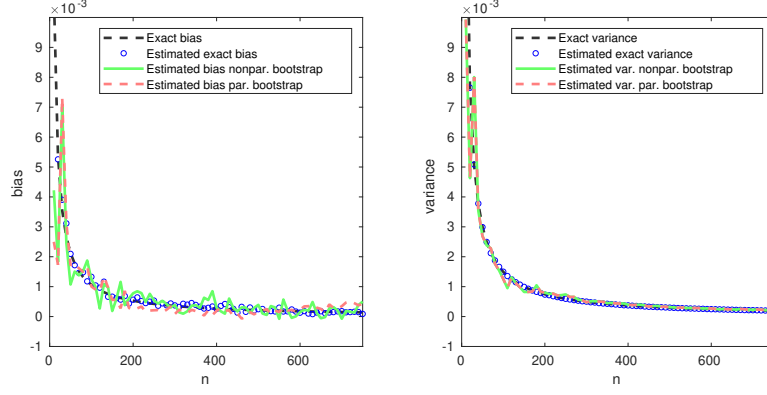 ×10-3
9
8
7
6
5
4
3
2
1
0
-1
0
200
400
600
n
bias
Exact bias
Estimated exact bias
Estimated bias nonpar. bootstrap
Estimated bias par. bootstrap
×10-3
9
8
7
6
5
4
3
2
1
0
-1
0
200
400
600
n
variance
Exact variance
Estimated exact variance
Estimated var. nonpar. bootstrap
Estimated var. par. bootstrap